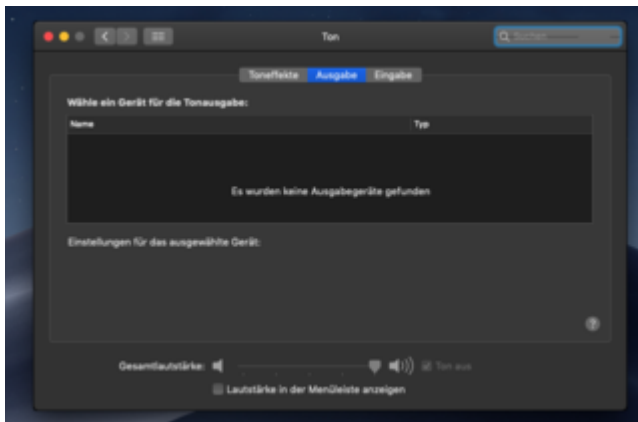 Ton
Toneffekte Ausgabe Eingabe
Wähle ein Gerät für die Tonausgabe:
Name Typ
Es wurden keine Ausgabegeräte gefunden
Einstellungen für das ausgewählte Gerät:
?
Gesamtlautstärke: Ton aus
Lautstärke in der Menüleiste anzeigen